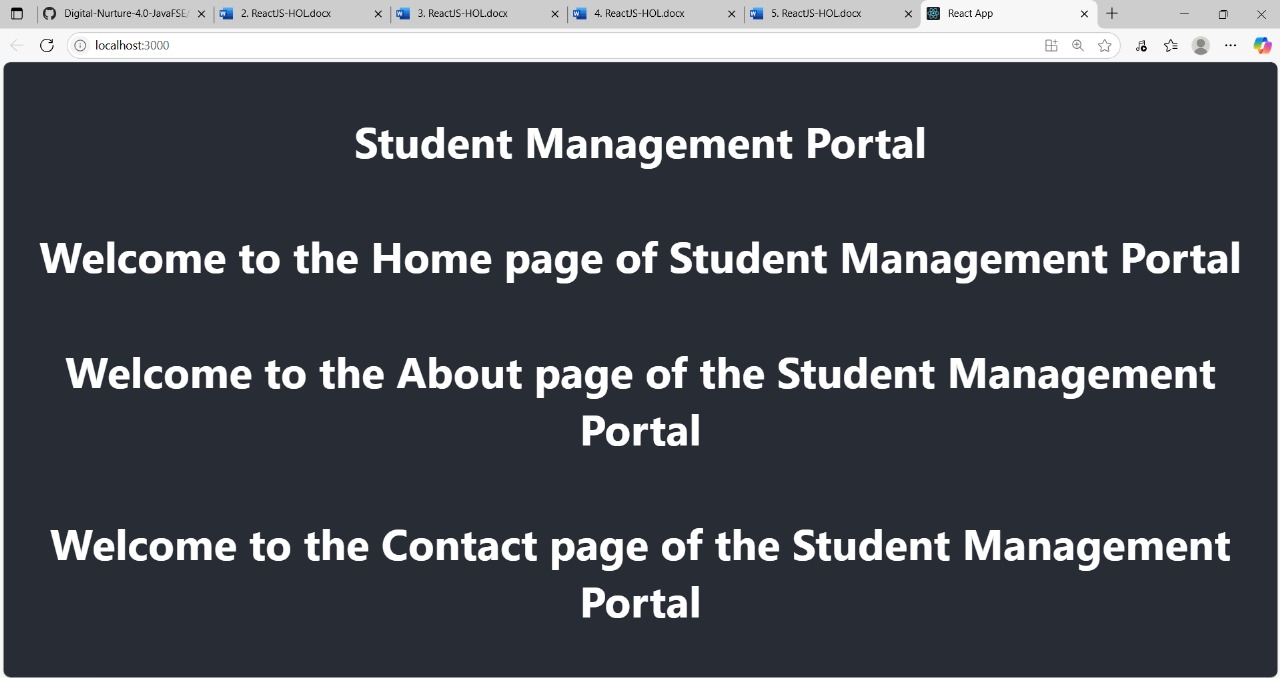 Digital-Nurture-4.0-JavaFSE/
2. ReactJS-HOL.docx
3. ReactJS-HOL.docx
4. ReactJS-HOL.docx
5. ReactJS-HOL.docx
React App
localhost:3000
Student Management Portal
Welcome to the Home page of Student Management Portal
Welcome to the About page of the Student Management
Portal
Welcome to the Contact page of the Student Management
Portal